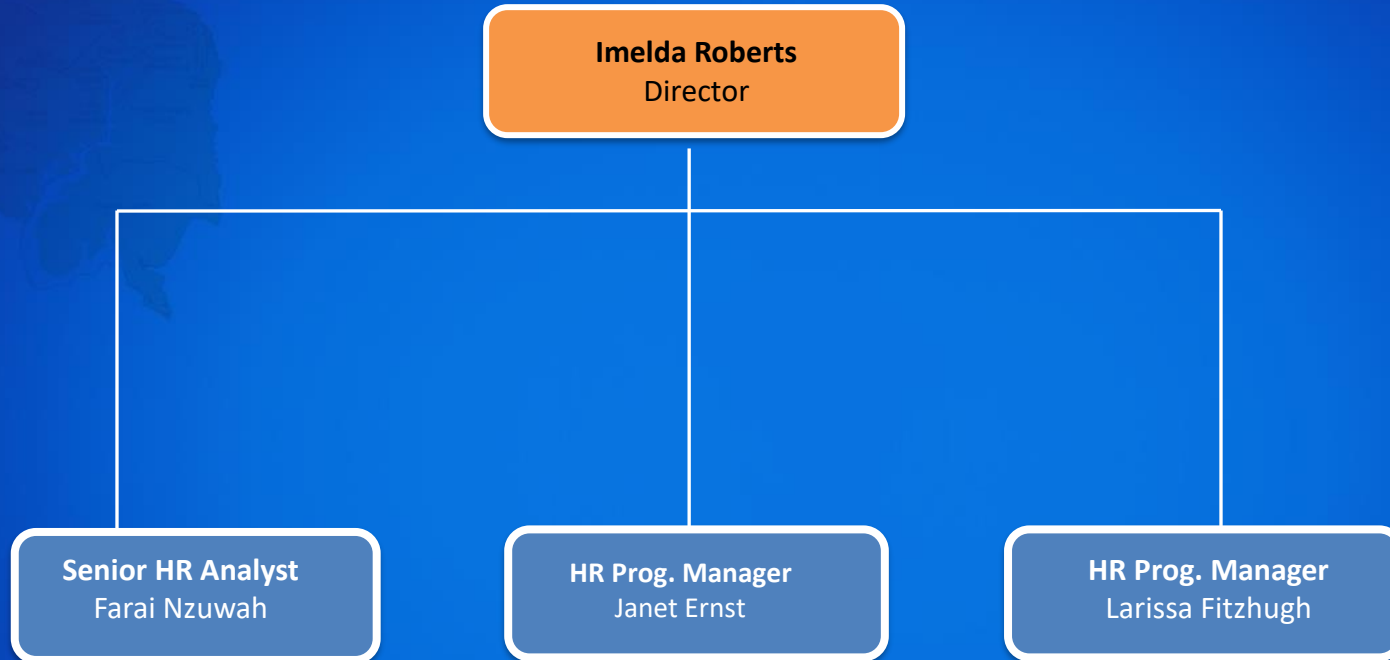 Imelda Roberts
Director
Senior HR Analyst
Farai Nzuwah
HR Prog. Manager
Janet Ernst
HR Prog. Manager
Larissa Fitzhugh